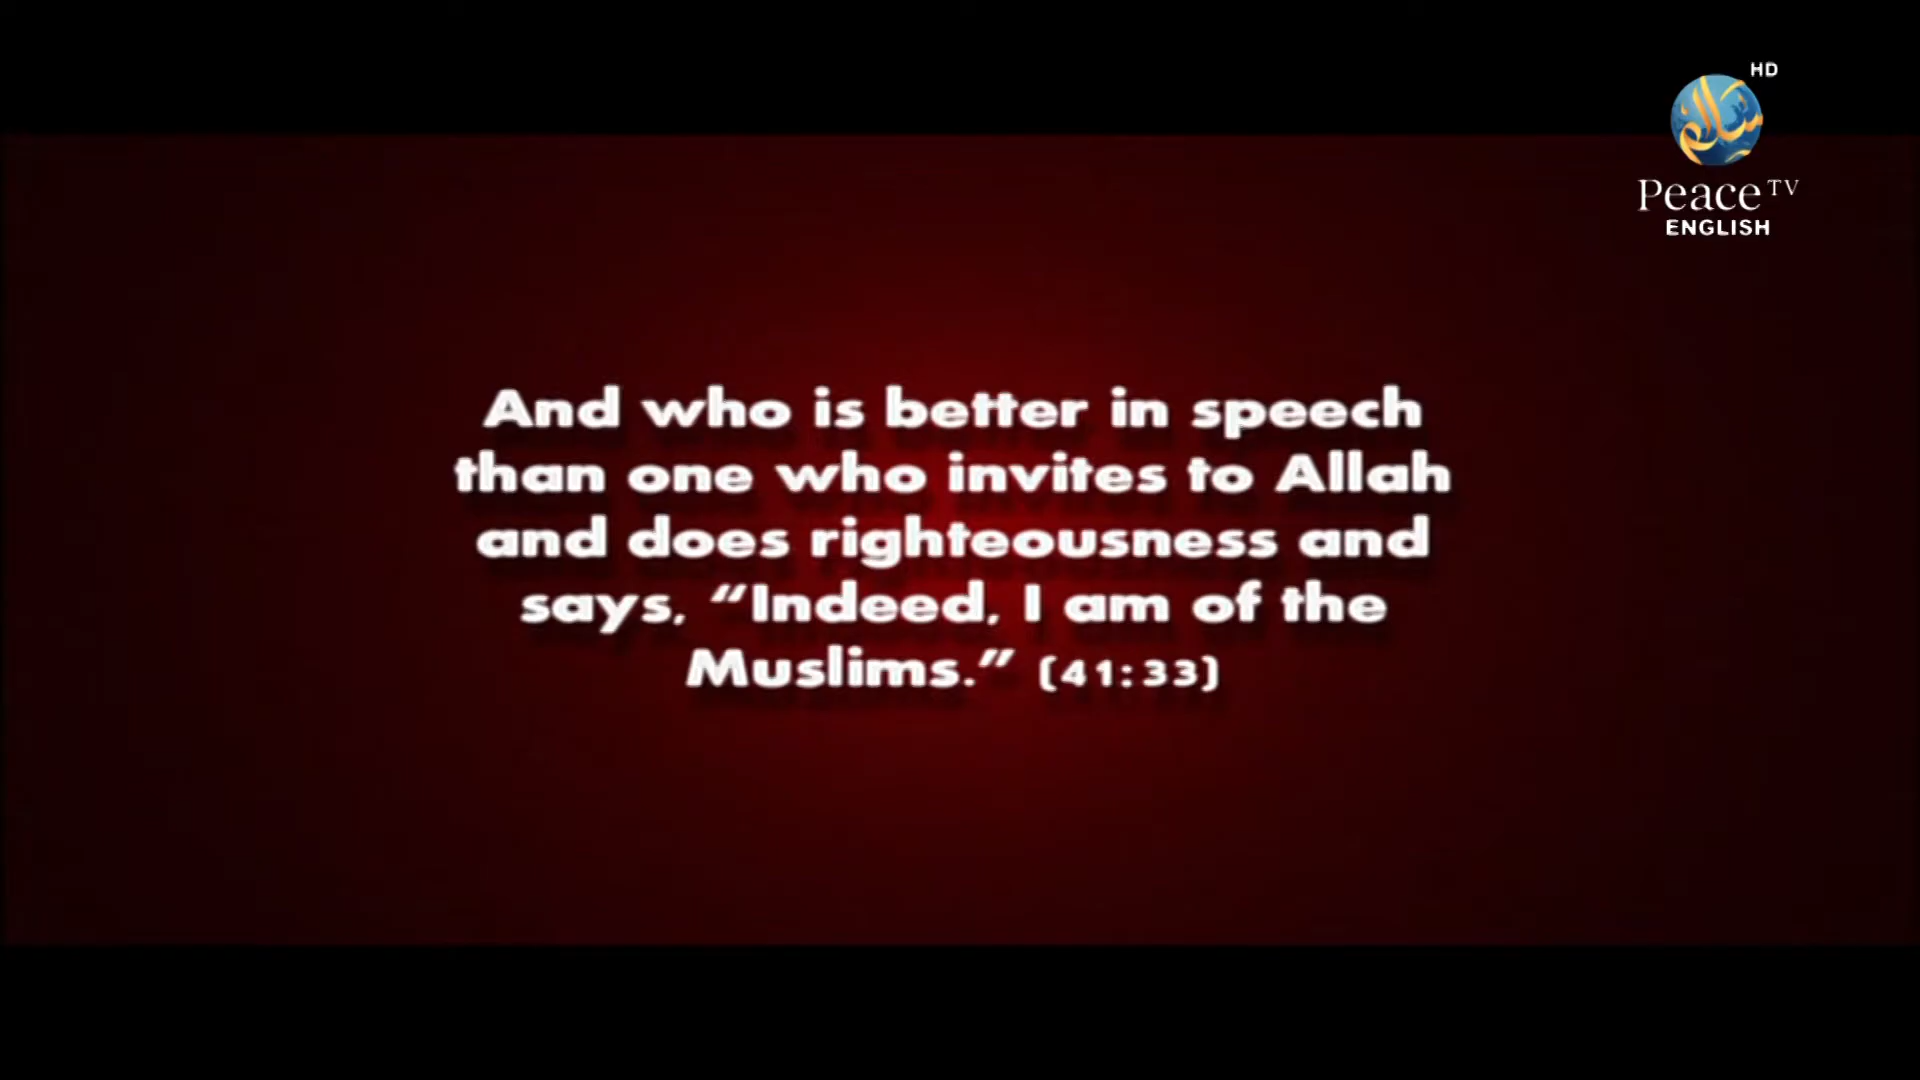 HD
سلام
Peace TV
ENGLISH
And who is better in speech
than one who invites to Allah
and does righteousness and
says, “Indeed, I am of the
Muslims.” (41:33)